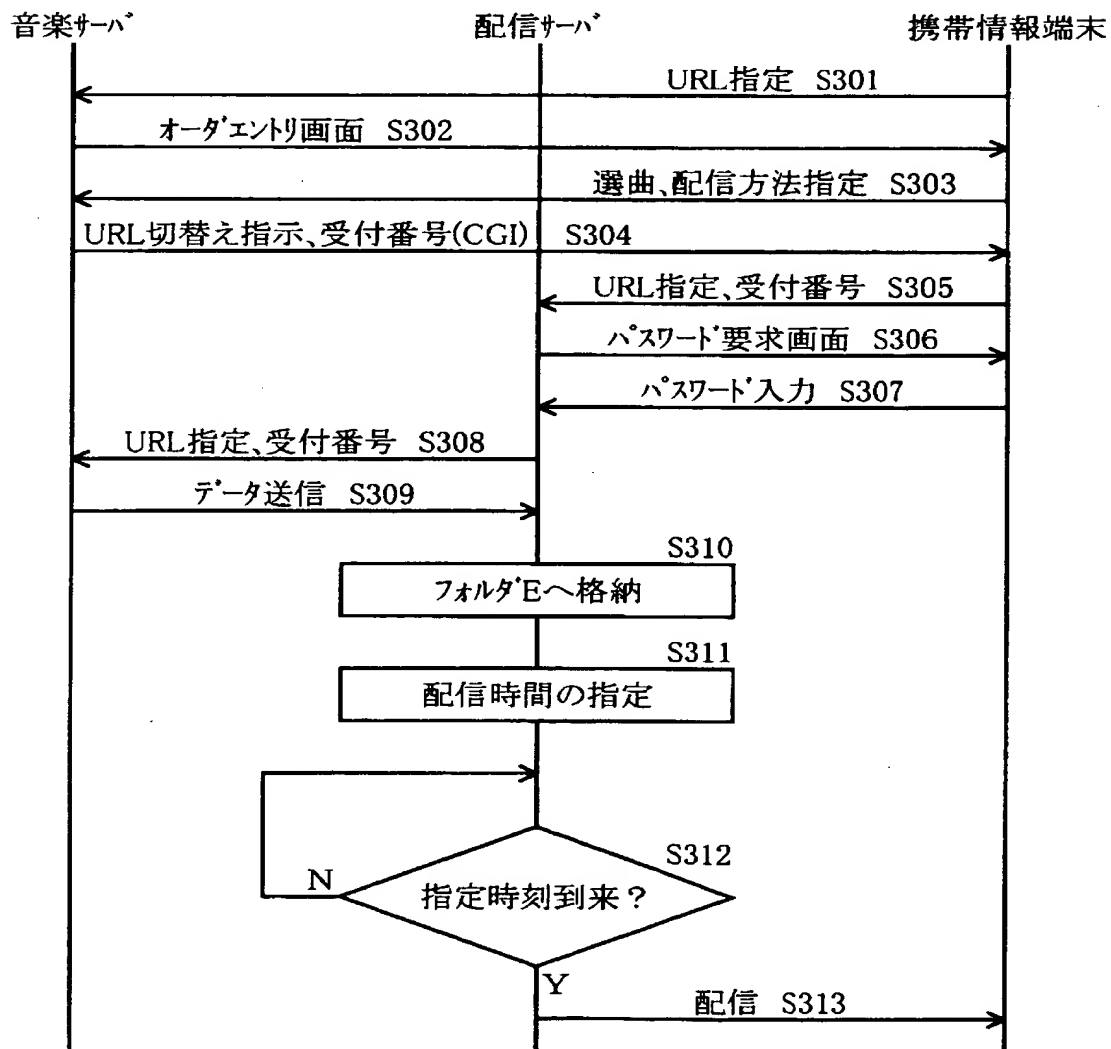 音楽ｻｰﾊﾞ 配信ｻｰﾊﾞ 携帯情報端末
URL指定 S301
ｵｰﾀﾞｴﾝﾄﾘ画面 S302
選曲、配信方法指定 S303
URL切替え指示、受付番号(CGI) S304
URL指定、受付番号 S305
ﾊﾟｽﾜｰﾄﾞ要求画面 S306
ﾊﾟｽﾜｰﾄﾞ入力 S307
URL指定、受付番号 S308
ﾃﾞｰﾀ送信 S309
S310
ﾌｫﾙﾀﾞEへ格納
S311
配信時間の指定
S312
N 指定時刻到来？
Y
配信 S313